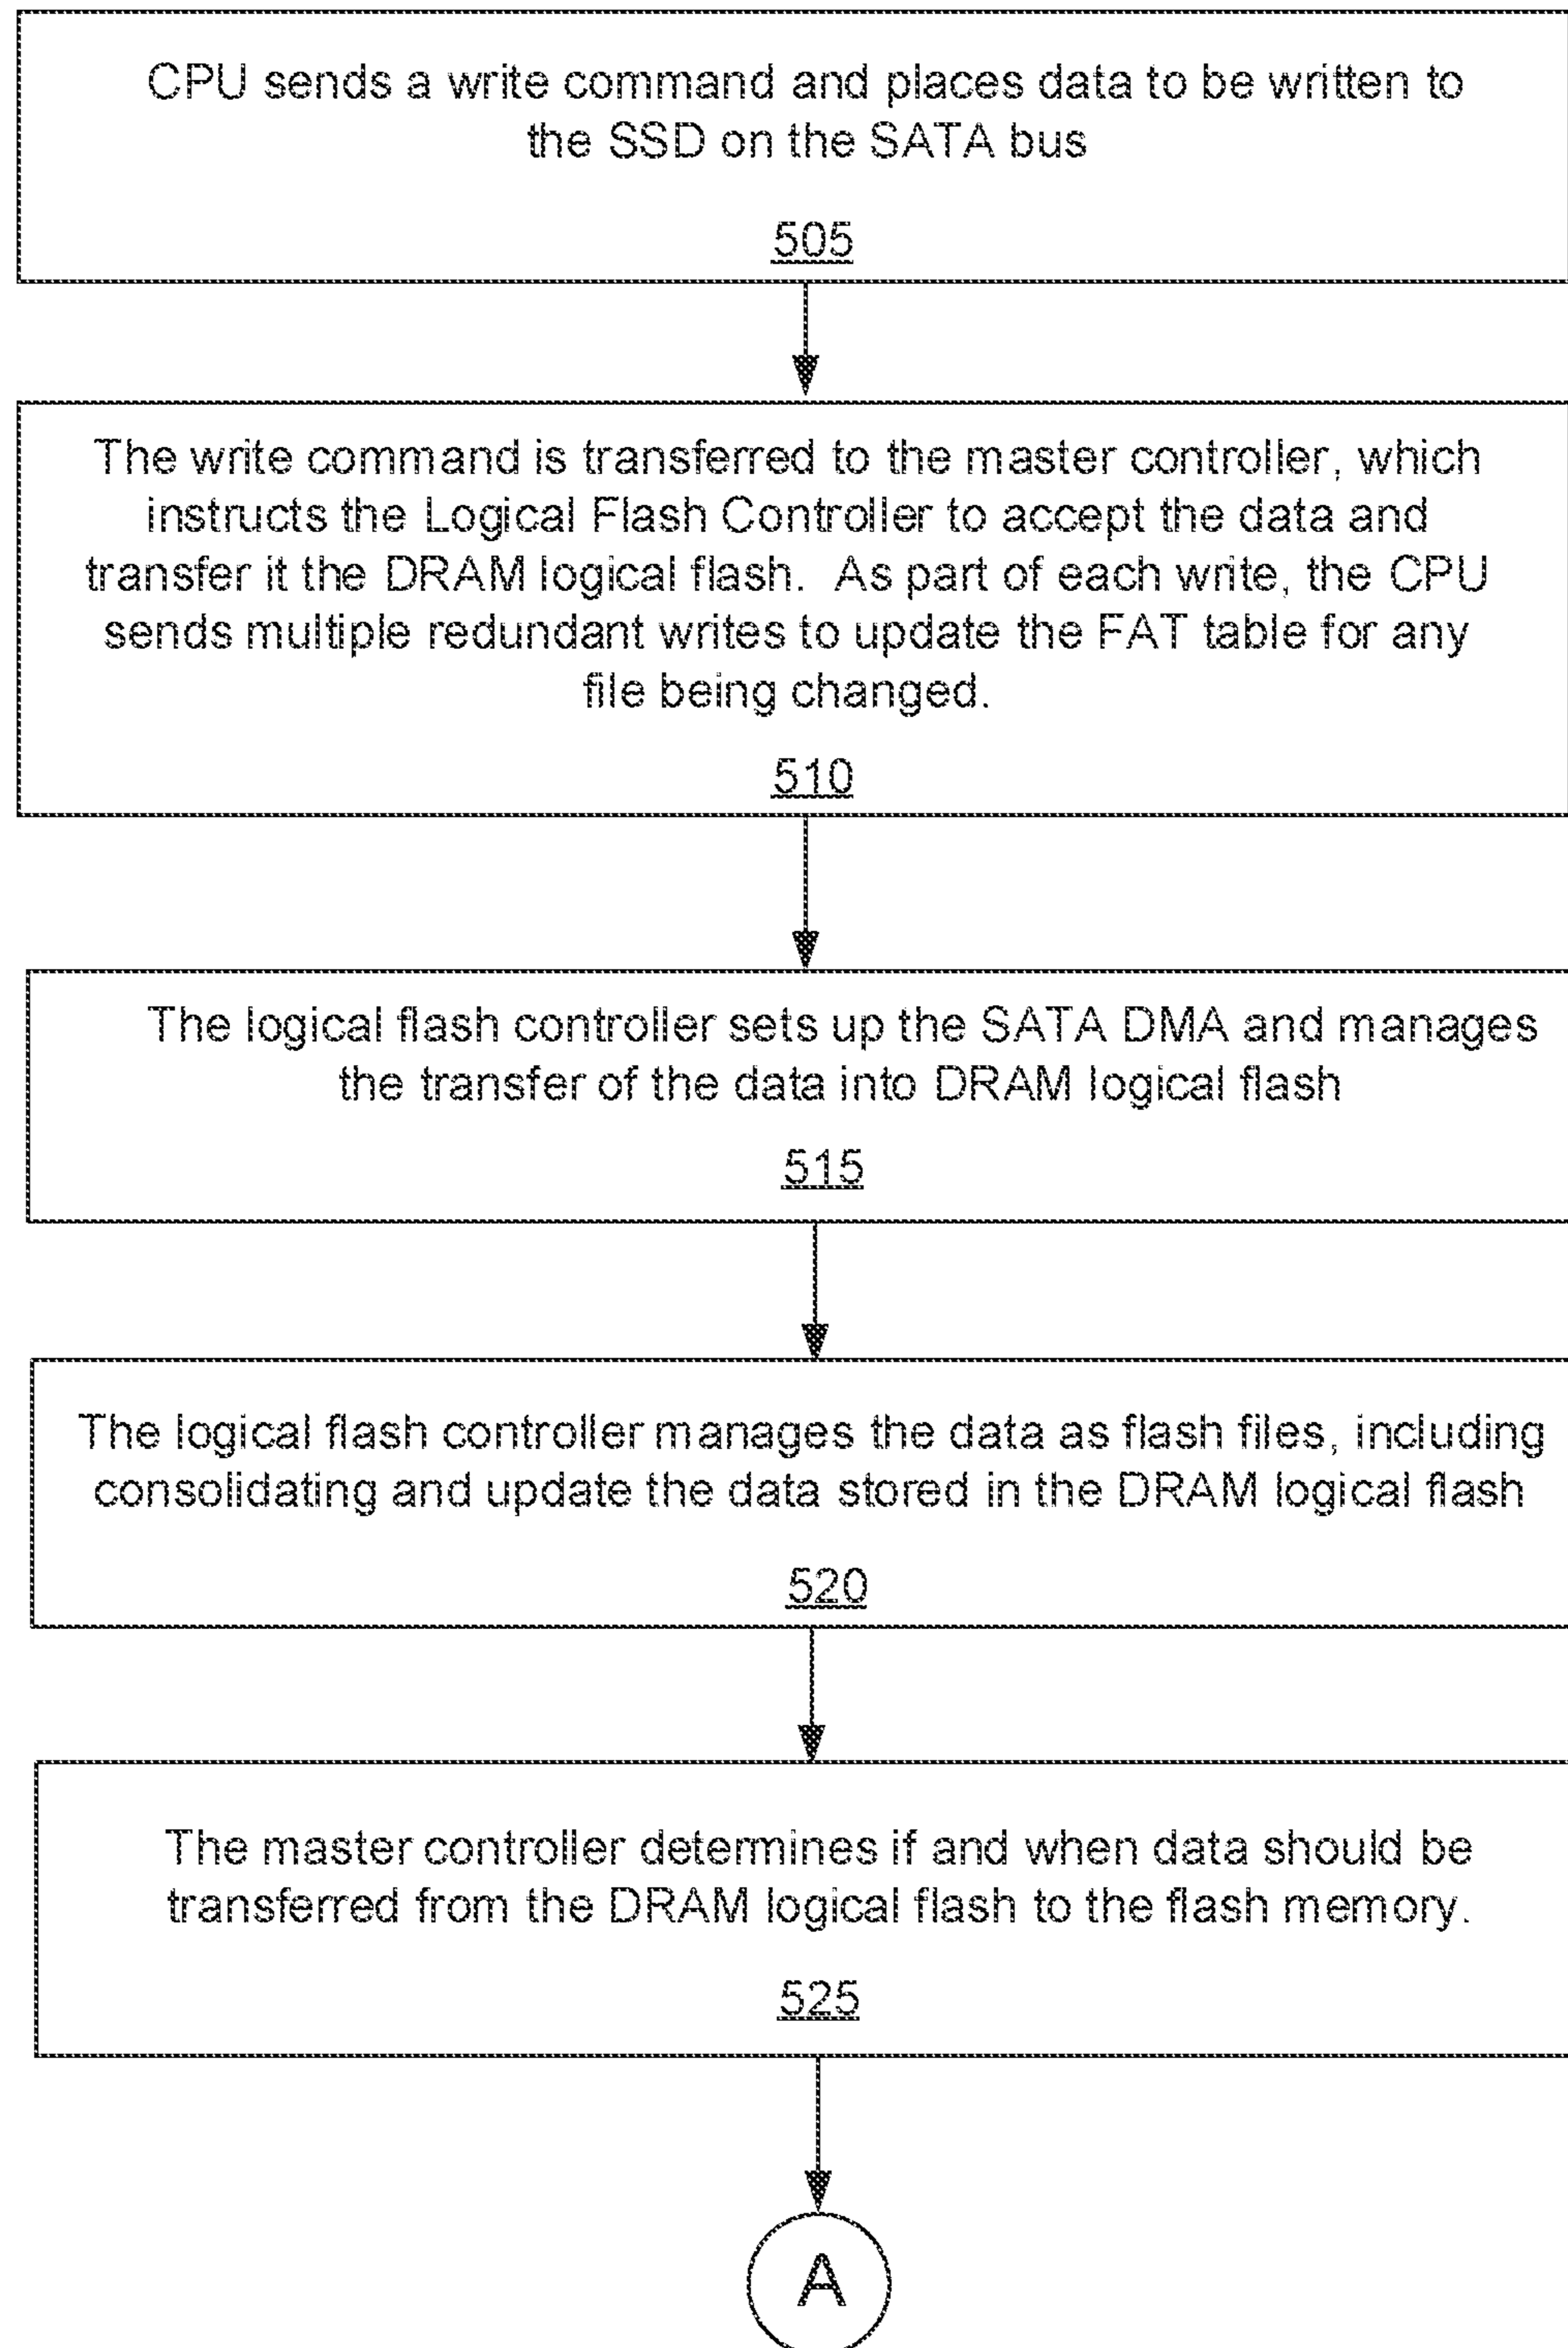 CPU sends a write command and places data to be written to
the SSD on the SATA bus
505
The write command is transferred to the master controller, which
instructs the Logical Flash Controller to accept the data and
transfer it the DRAM logical flash. As part of each write, the CPU
sends multiple redundant writes to update the FAT table for any
file being changed.
510
The logical flash controller sets up the SATA DMA and manages
the transfer of the data into DRAM logical flash
515
The logical flash controller manages the data as flash files, including
consolidating and update the data stored in the DRAM logical flash
520
The master controller determines if and when data should be
transferred from the DRAM logical flash to the flash memory.
525
A